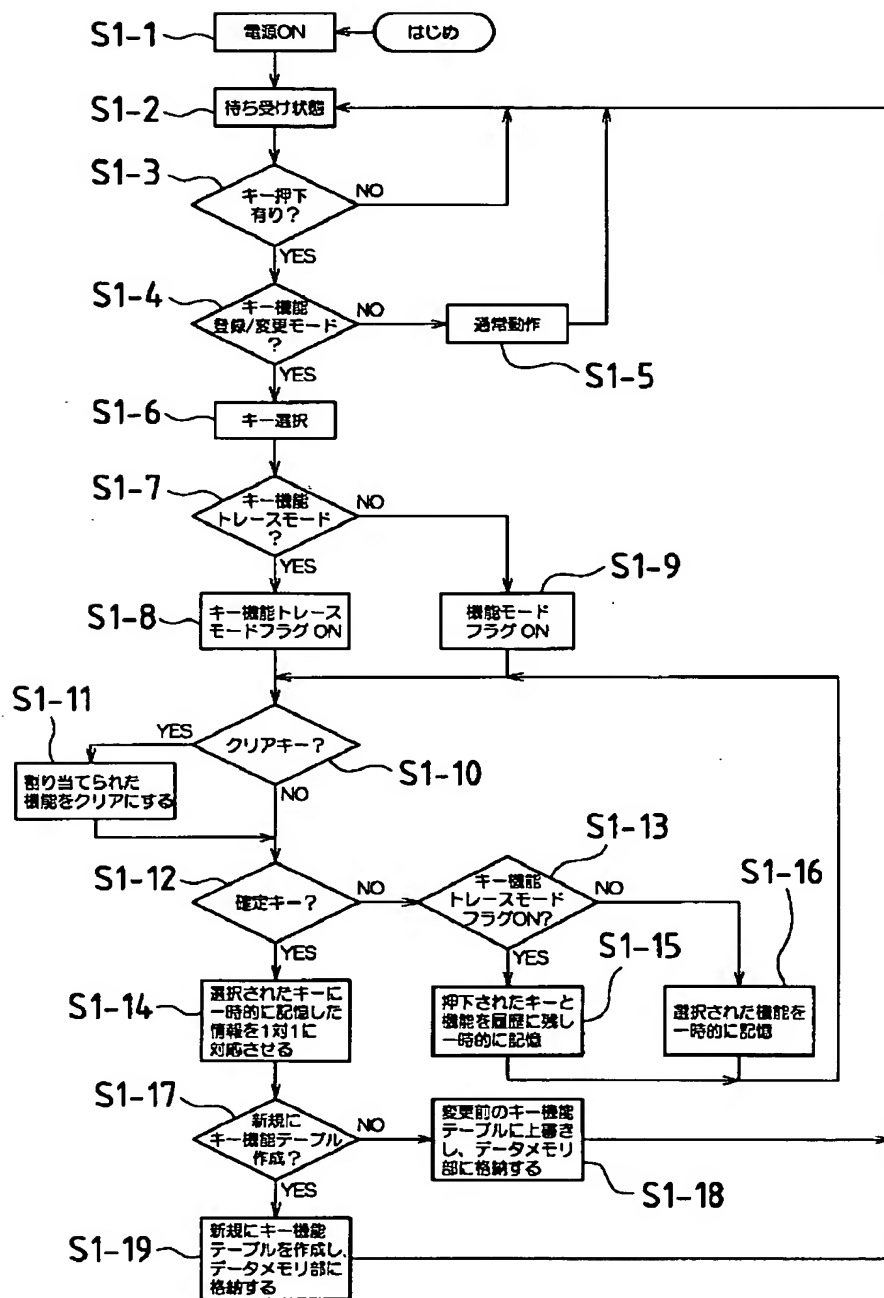 S1-1
電源ON
はじめ
S1-2
待ち受け状態
S1-3
キー押下
有り？
NO
YES
S1-4
キー機能
登録/変更モード
？
NO
YES
通常動作
S1-5
S1-6
キー選択
S1-7
キー機能
トレースモード
？
NO
YES
S1-8
キー機能トレース
モードフラグON
S1-9
機能モード
フラグON
S1-11
YES
クリアキー？
S1-10
割り当てられた
機能をクリアにする
NO
S1-12
確定キー？
NO
YES
S1-13
キー機能
トレースモード
フラグON?
NO
YES
S1-16
S1-15
S1-14
選択されたキーに
一時的に記憶した
情報を1対1に
対応させる
押下されたキーと
機能を履歴に残し
一時的に記憶
選択された機能を
一時的に記憶
S1-17
新規に
キー機能テーブル
作成？
NO
YES
変更前のキー機能
テーブルに上書き
し、データメモリ
部に格納する
S1-18
S1-19
新規にキー機能
テーブルを作成し、
データメモリ部に
格納する